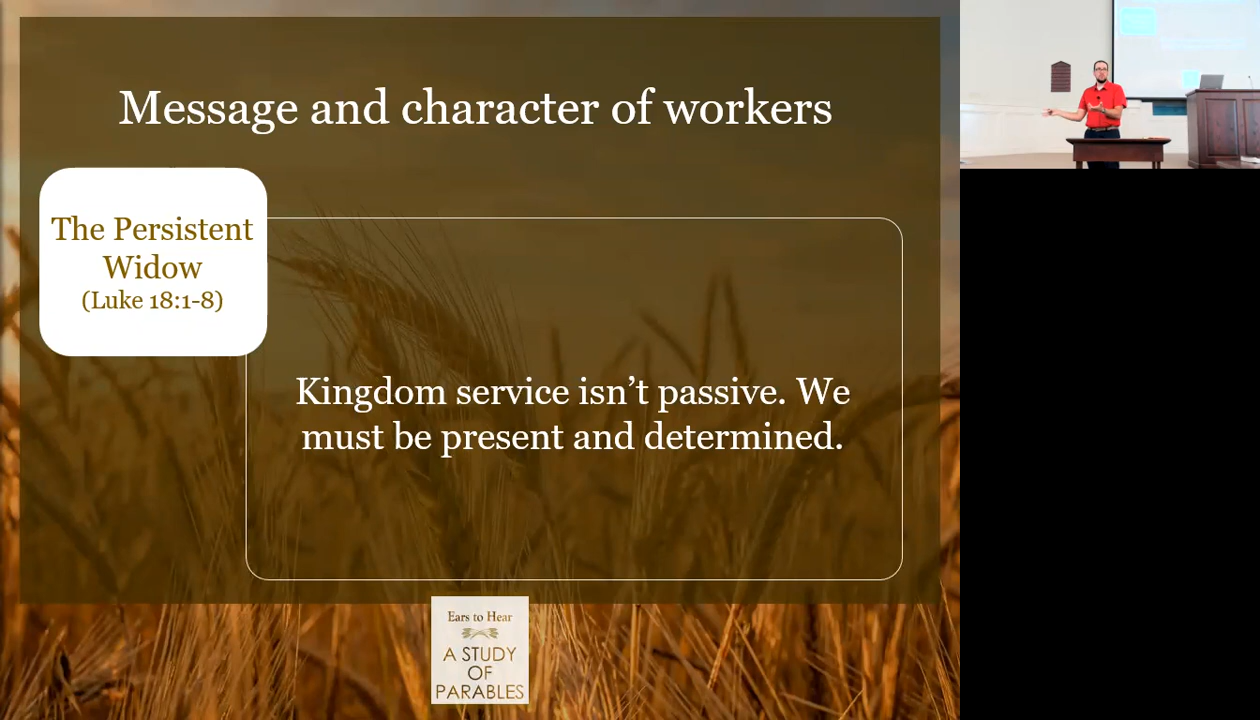 Message and character of workers
The Persistent
Widow
(Luke 18:1-8)
Kingdom service isn’t passive. We
must be present and determined.
Ears to Hear
A STUDY
OF
PARABLES